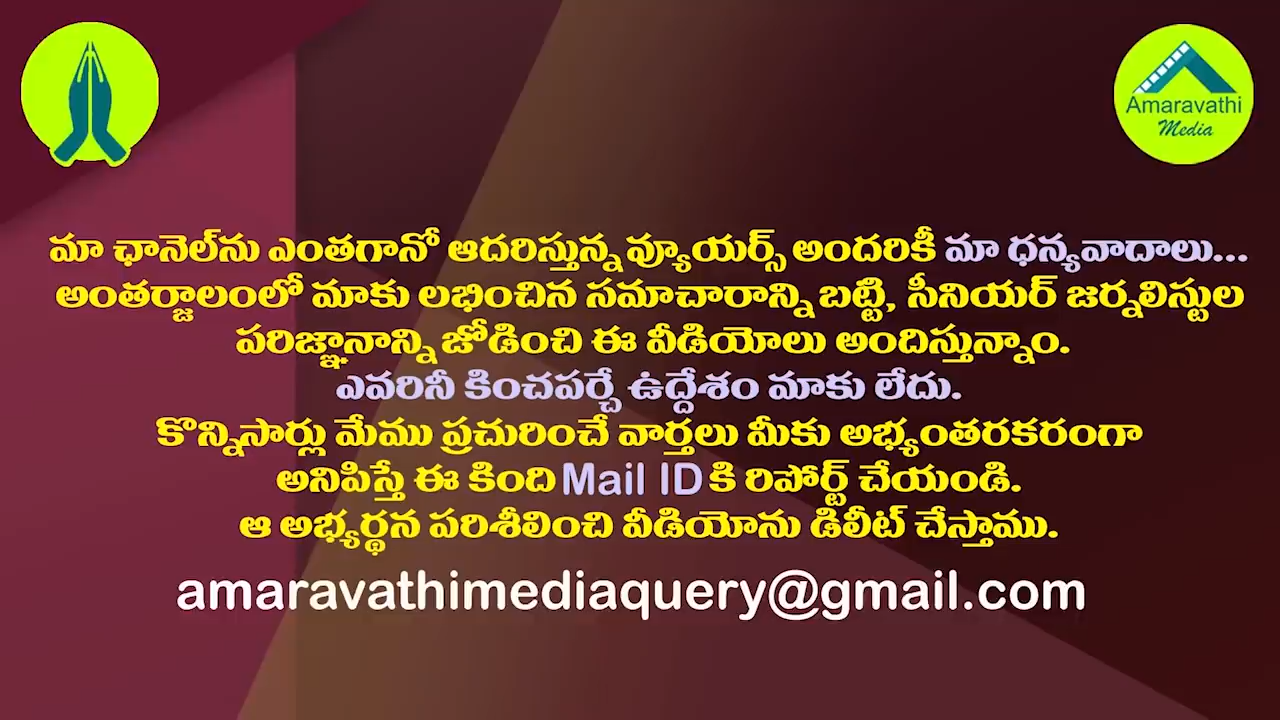 Amaravathi
Media
మా ఛానెల్‌ను ఎంతగానో ఆదరిస్తున్న వ్యూయర్స్ అందరికీ మా ధన్యవాదాలు...
అంతర్జాలంలో మాకు లభించిన సమాచారాన్ని బట్టి, సీనియర్ జర్నలిస్టుల
పరిజ్ఞానాన్ని జోడించి ఈ వీడియోలు అందిస్తున్నాం.
ఎవరినీ కించపర్చే ఉద్దేశం మాకు లేదు.
కొన్నిసార్లు మేము ప్రచురించే వార్తలు మీకు అభ్యంతరకరంగా
అనిపిస్తే ఈ కింది Mail ID కి రిపోర్ట్ చేయండి.
ఆ అభ్యర్థన పరిశీలించి వీడియోను డిలీట్ చేస్తాము.
amaravathimediaquery@gmail.com